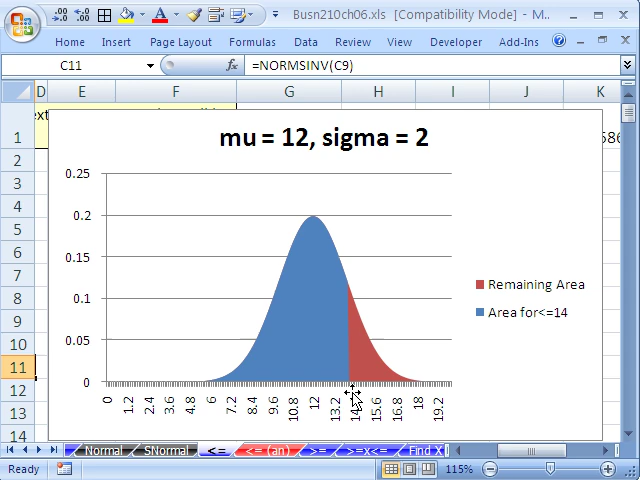 Busn210ch06.xls [Compatibility Mode] - M..
Home Insert Page Layout Formulas Data Review View Developer Add-Ins
C11 fx =NORMSINV(C9)
D E F G H I J K
1
2
3
4
5
6
7
8
9
10
11
12
13
14
mu = 12, sigma = 2
0.25
0.2
0.15
0.1
0.05
0
0 1.2 2.4 3.6 4.8 6 7.2 8.4 9.6 10.8 12 13.2 15.6 16.8 18 19.2
Remaining Area
Area for<=14
Normal SNormal <= <= (an) >= >=x<= Find X
Ready 115%